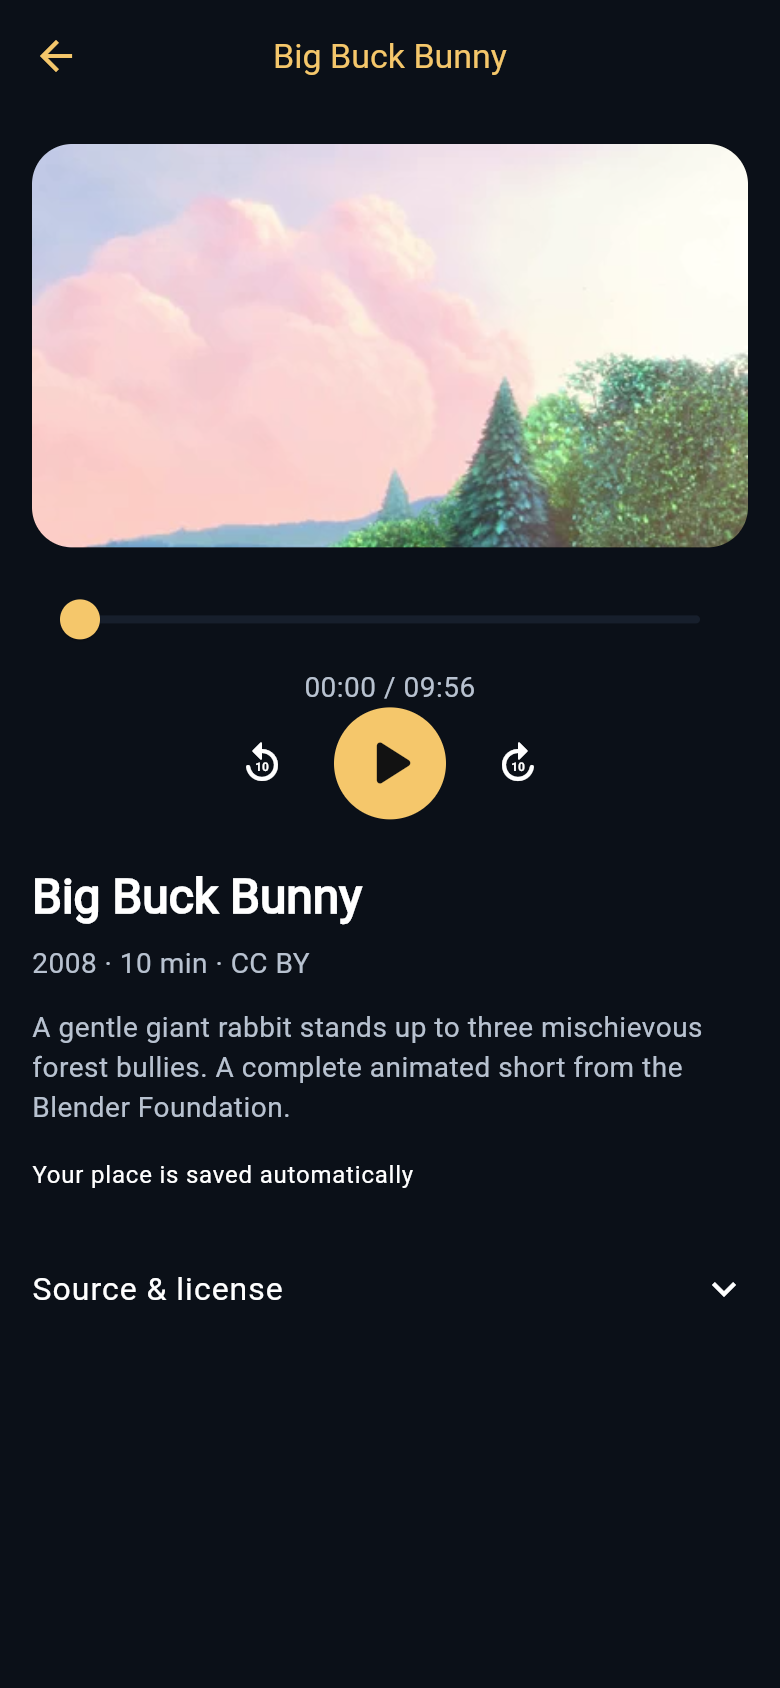 Big Buck Bunny
00:00 / 09:56
10
10
Big Buck Bunny
2008 · 10 min · CC BY
A gentle giant rabbit stands up to three mischievous
forest bullies. A complete animated short from the
Blender Foundation.
Your place is saved automatically
Source & license